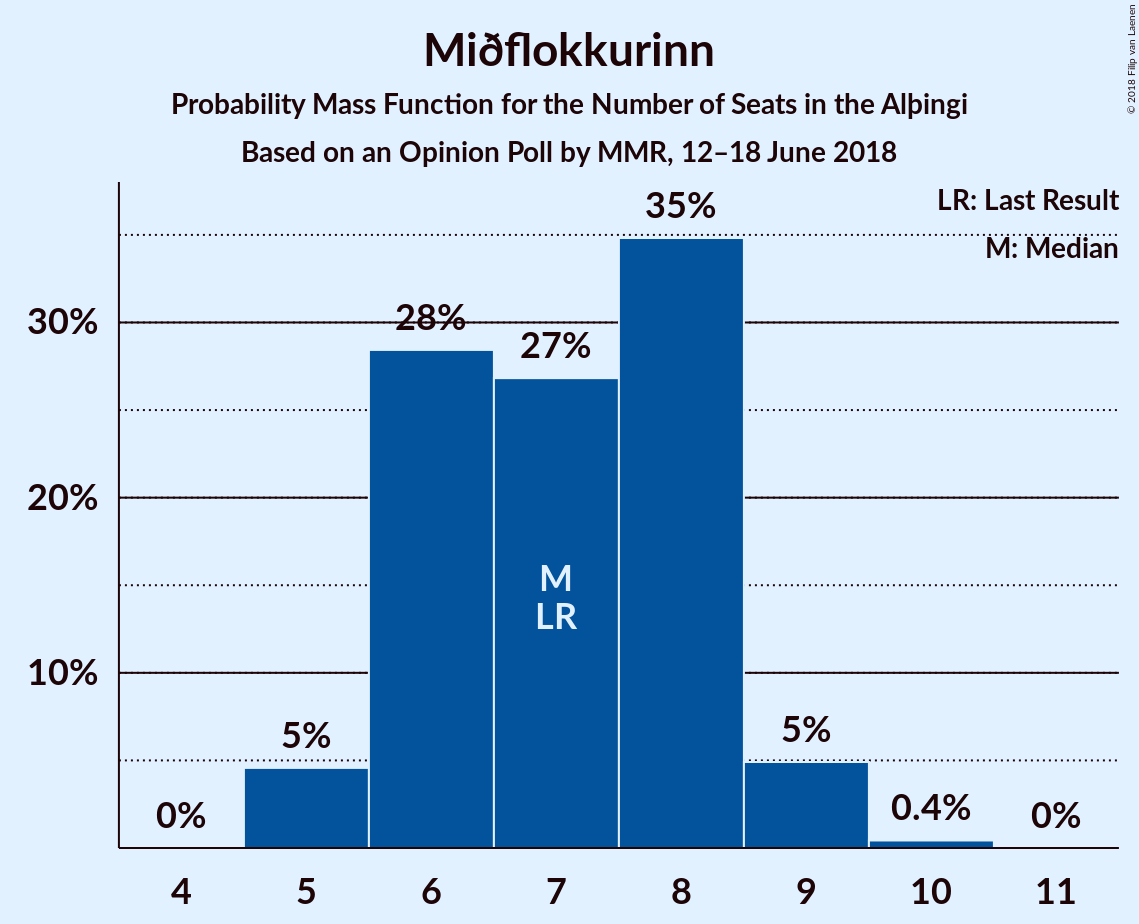 Miðflokkurinn
Probability Mass Function for the Number of Seats in the Alþingi
Based on an Opinion Poll by MMR, 12–18 June 2018
© 2018 Filip van Laenen
LR: Last Result
M: Median
35%
30%
28%
27%
20%
M
LR
10%
5%
5%
0%
0.4%
0%
4 5 6 7 8 9 10 11